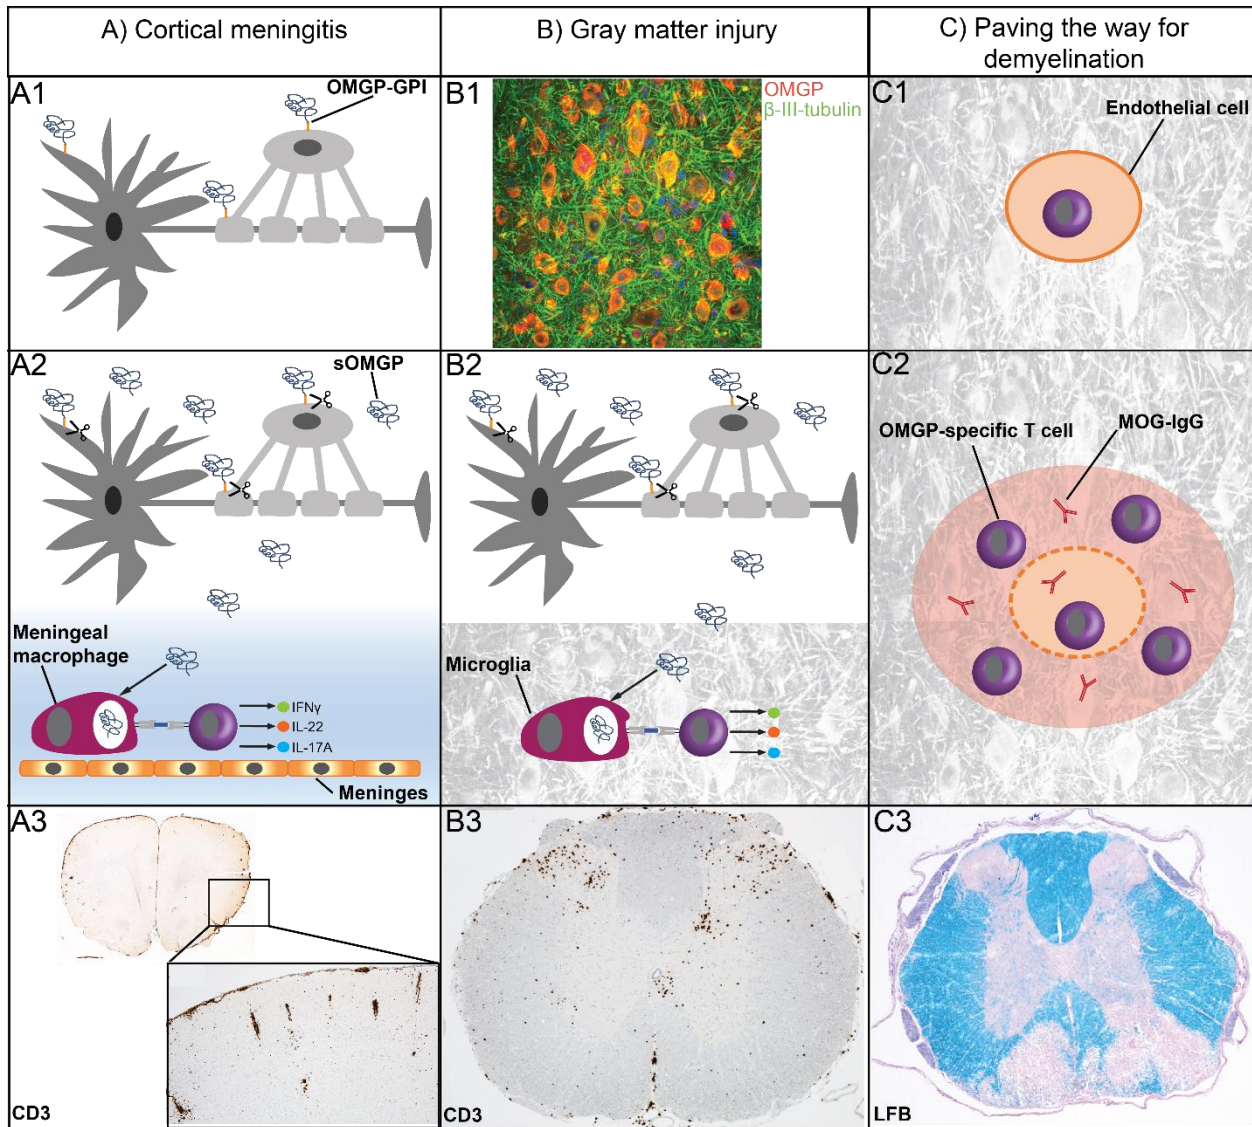 A) Cortical meningitis
B) Gray matter injury
C) Paving the way for
demyelination
A1
OMGP-GPI
B1
OMGP
β-III-tubulin
C1
Endothelial cell
A2
sOMGP
Meningeal
macrophage
IFNγ
IL-22
IL-17A
Meninges
B2
Microglia
C2
OMGP-specific T cell
MOG-IgG
A3
CD3
B3
CD3
C3
LFB